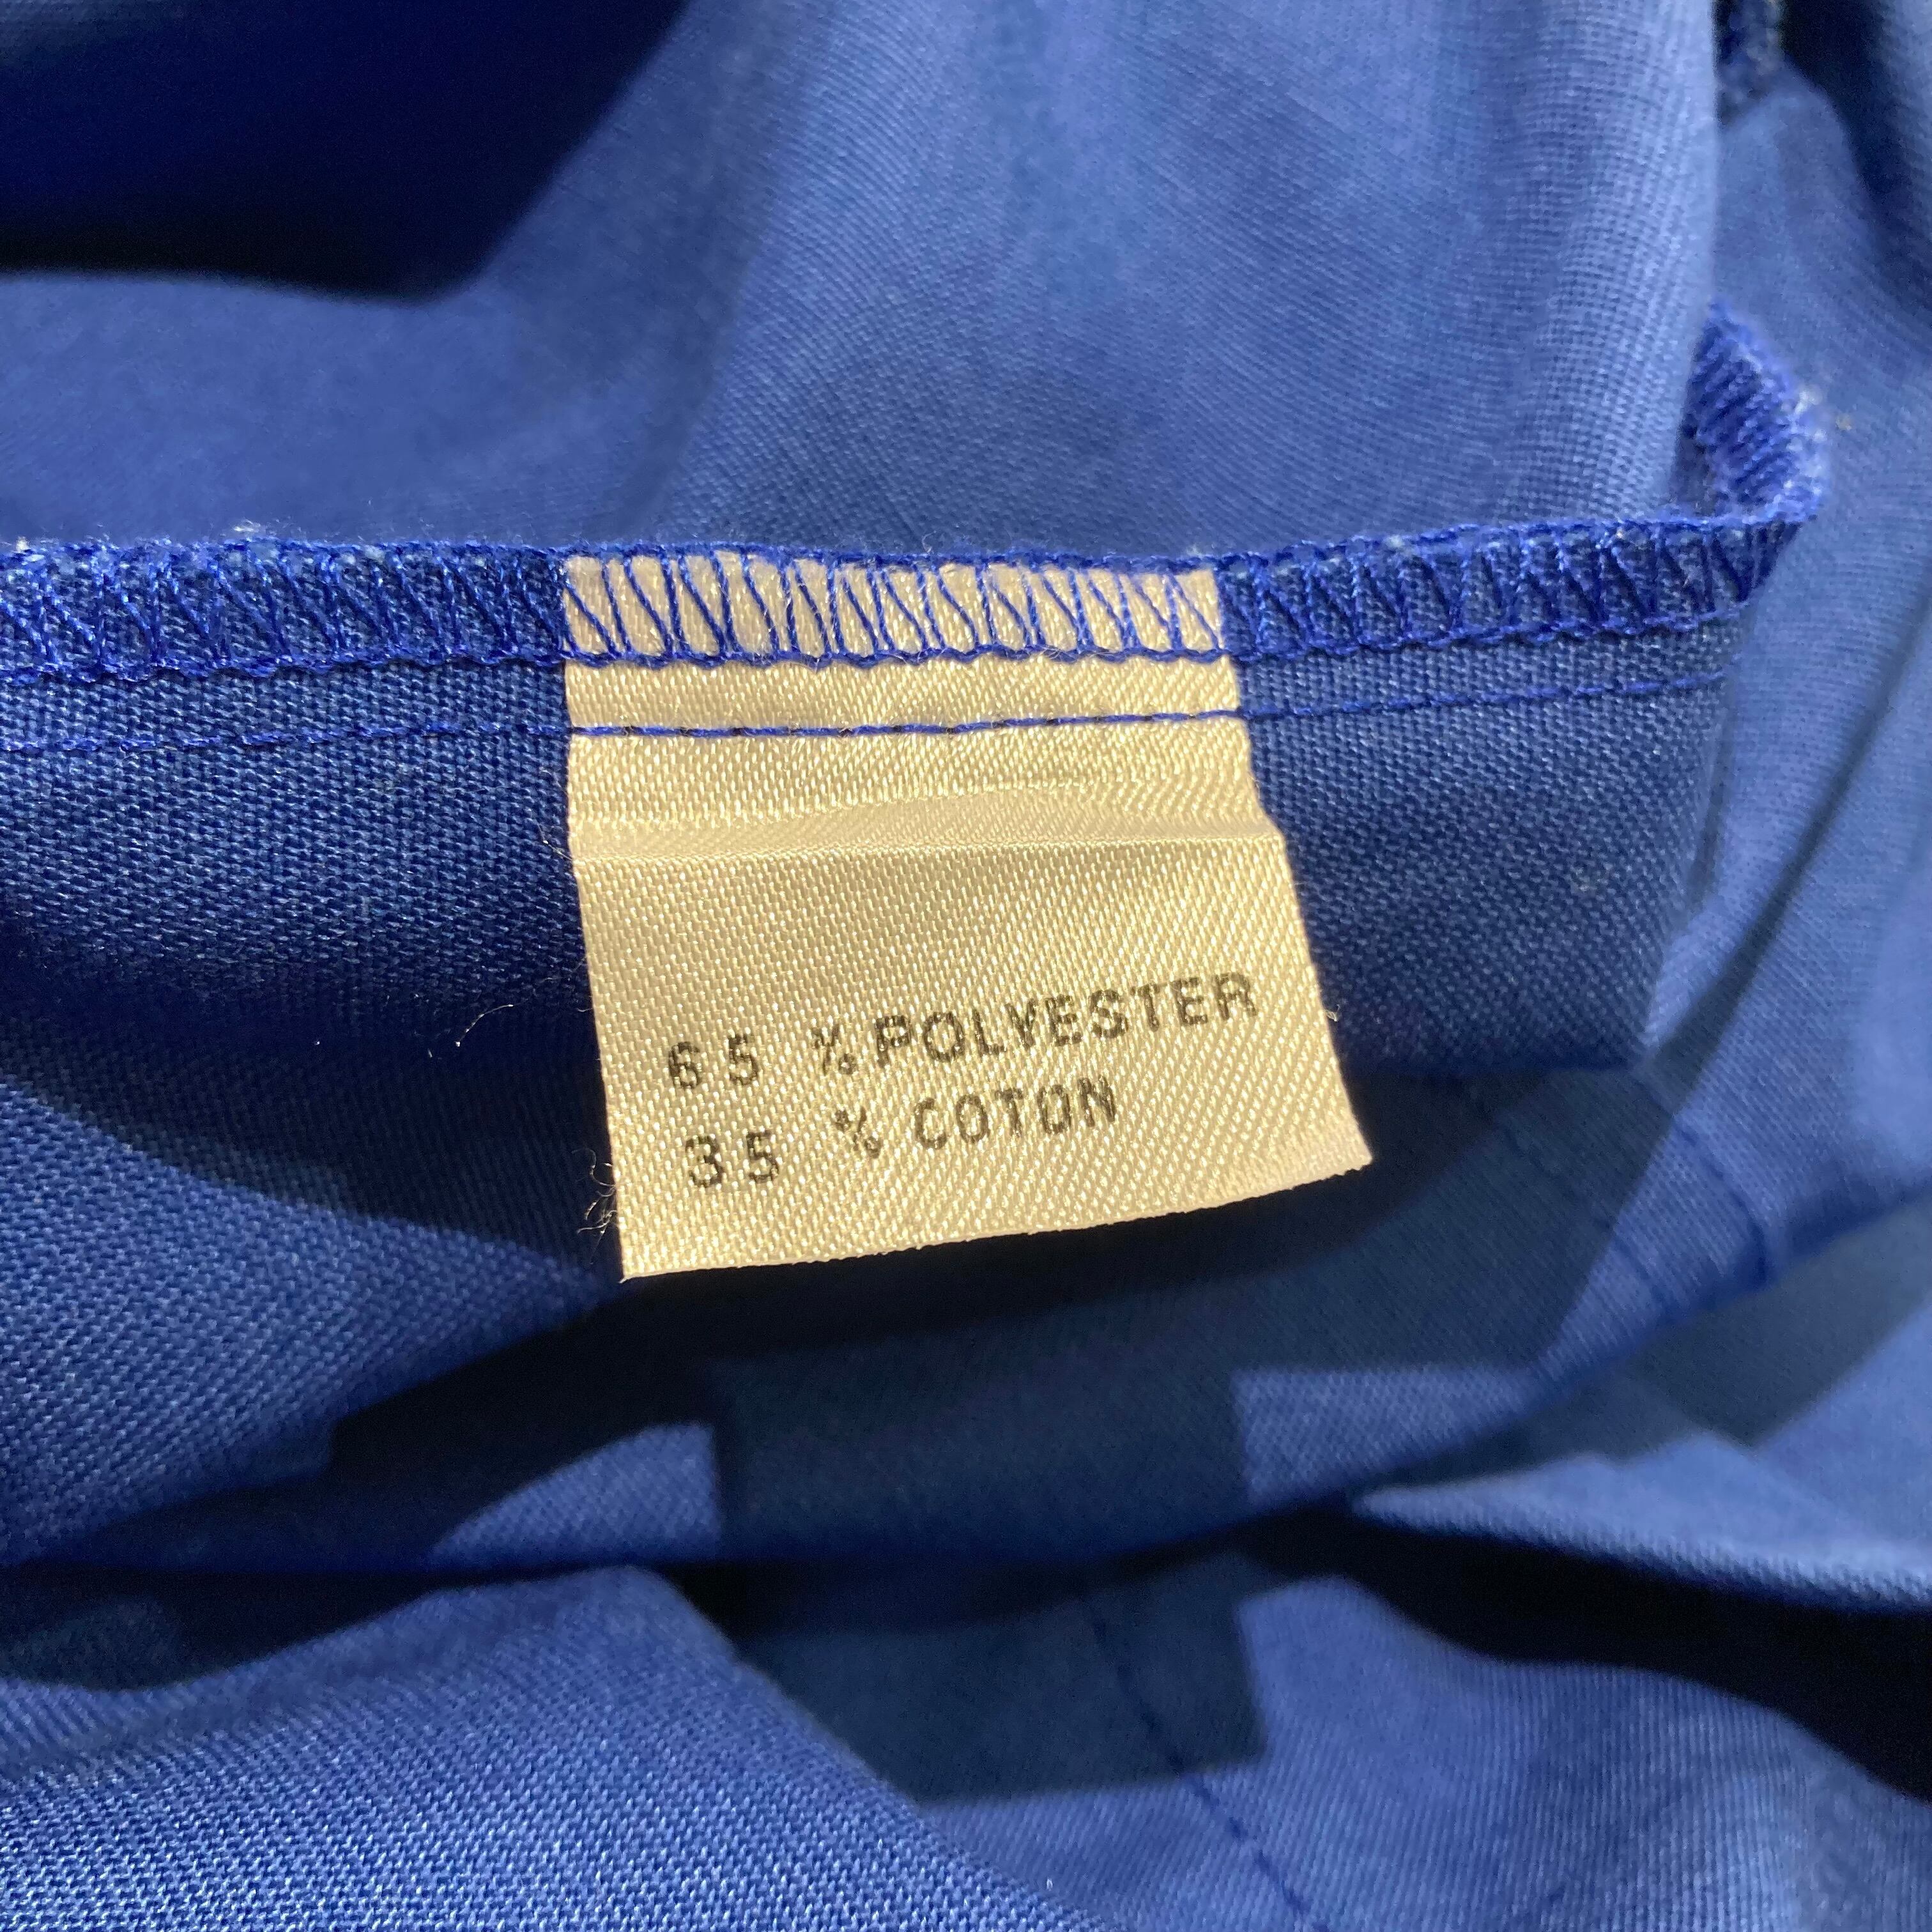 65 % POLYESTER
35 % COTON